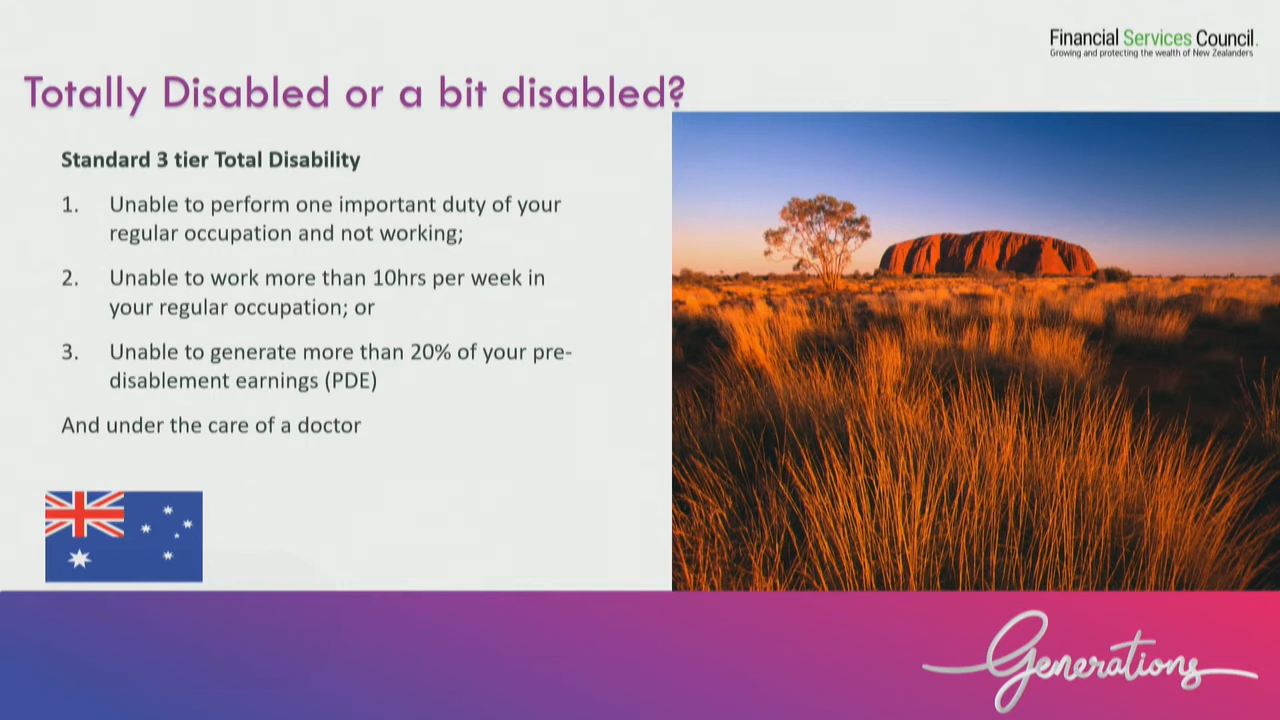 Financial Services Council.
Growing and protecting the wealth of New Zealanders
Totally Disabled or a bit disabled?
Standard 3 tier Total Disability
1. Unable to perform one important duty of your
regular occupation and not working;
2. Unable to work more than 10hrs per week in
your regular occupation; or
3. Unable to generate more than 20% of your pre-
disablement earnings (PDE)
And under the care of a doctor
Generations